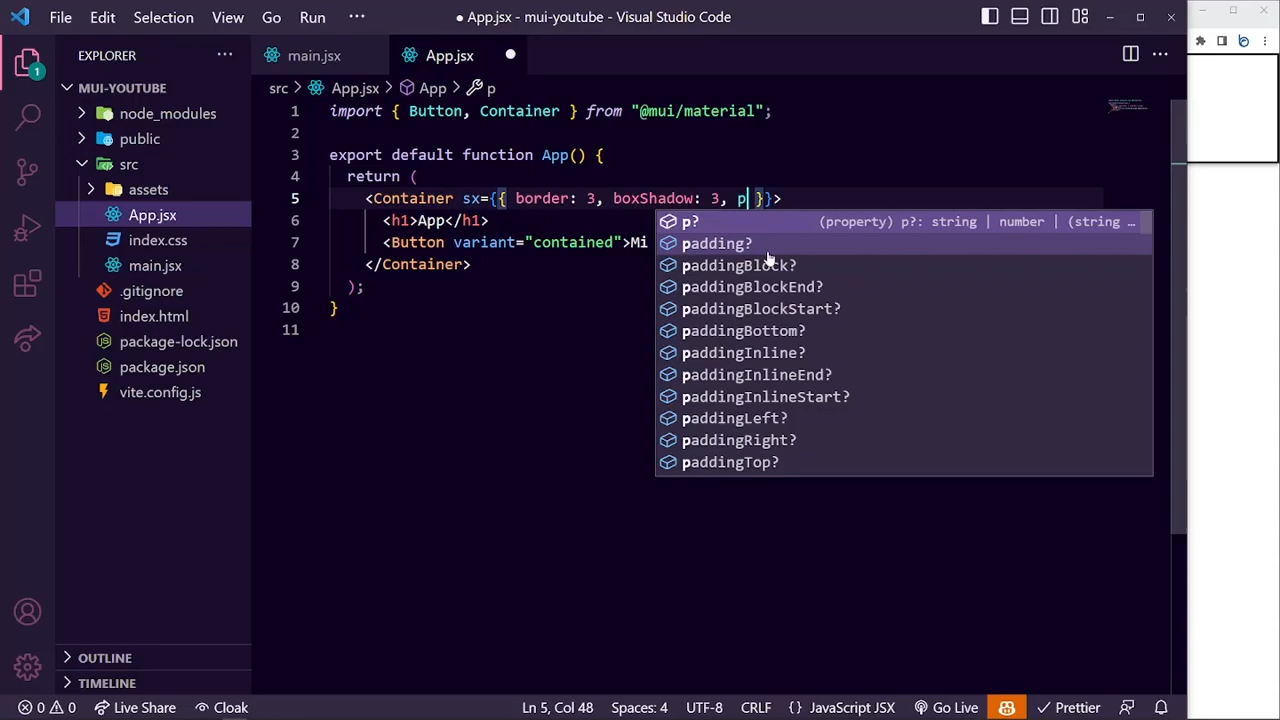 File Edit Selection View Go Run ··· ● App.jsx - mui-youtube - Visual Studio Code
EXPLORER ···
main.jsx
App.jsx
1
MUI-YOUTUBE
node_modules
public
src
assets
App.jsx
index.css
main.jsx
.gitignore
index.html
package-lock.json
package.json
vite.config.js
OUTLINE
TIMELINE
src > App.jsx > App > p
1 import { Button, Container } from "@mui/material";
2
3 export default function App() {
4 return (
5 <Container sx={{ border: 3, boxShadow: 3, p }}>
6 <h1>App</h1>
7 <Button variant="contained">Mi
8 </Container>
9 );
10 }
11
p? (property) p?: string | number | (string …
padding?
paddingBlock?
paddingBlockEnd?
paddingBlockStart?
paddingBottom?
paddingInline?
paddingInlineEnd?
paddingInlineStart?
paddingLeft?
paddingRight?
paddingTop?
0 0 Live Share Cloak Ln 5, Col 48 Spaces: 4 UTF-8 CRLF {} JavaScript JSX Go Live Prettier